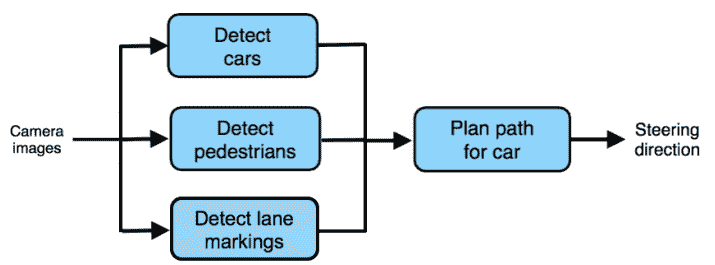 Detect
cars
Camera
images
Detect
pedestrians
Plan path
for car
Steering
direction
Detect lane
markings